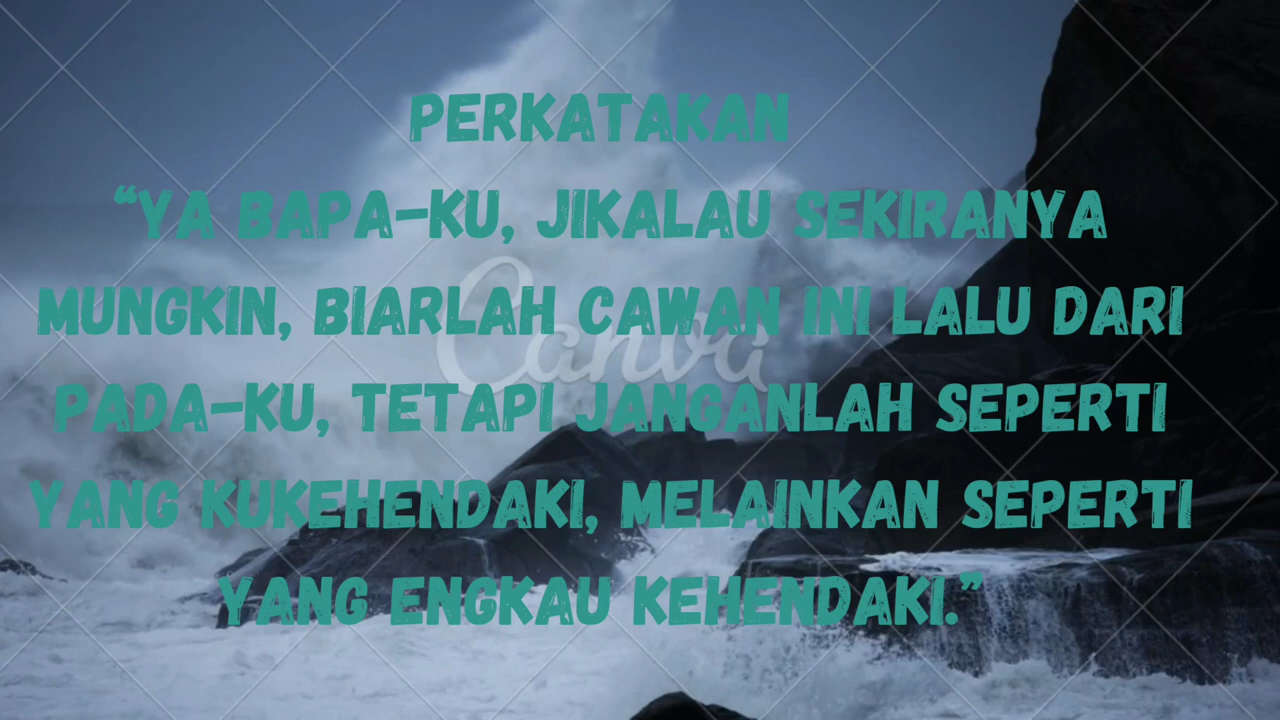 PERKATAKAN
“YA BAPA-KU, JIKALAU SEKIRANYA
MUNGKIN, BIARLAH CAWAN INI LALU DARI
Canva
PADA-KU, TETAPI JANGANLAH SEPERTI
YANG KUKEHENDAKI, MELAINKAN SEPERTI
YANG ENGKAU KEHENDAKI.”